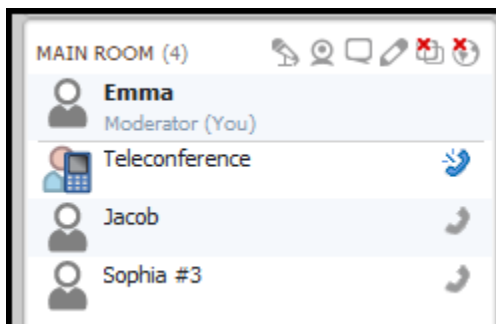 MAIN ROOM (4)
Emma
Moderator (You)
Teleconference
Jacob
Sophia #3